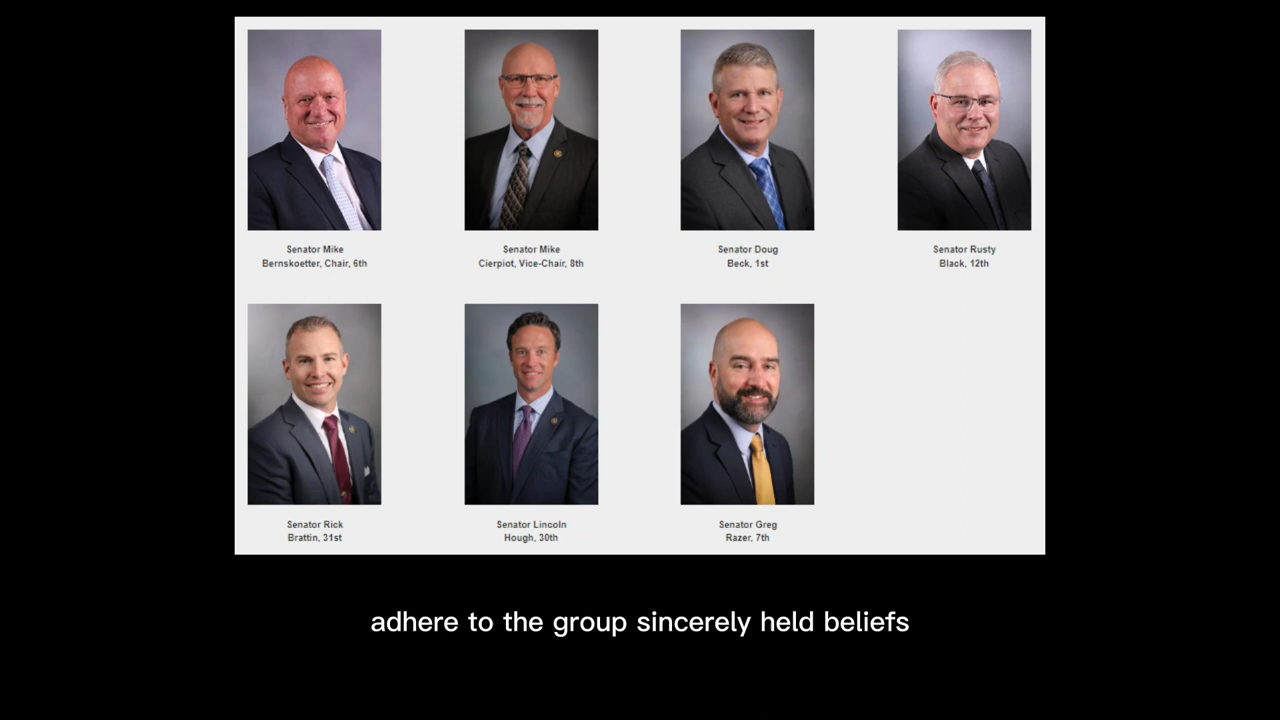 Senator Mike
Bernskoetter, Chair, 6th
Senator Mike
Cierpiot, Vice-Chair, 8th
Senator Doug
Beck, 1st
Senator Rusty
Black, 12th
Senator Rick
Brattin, 31st
Senator Lincoln
Hough, 30th
Senator Greg
Razer, 7th
adhere to the group sincerely held beliefs